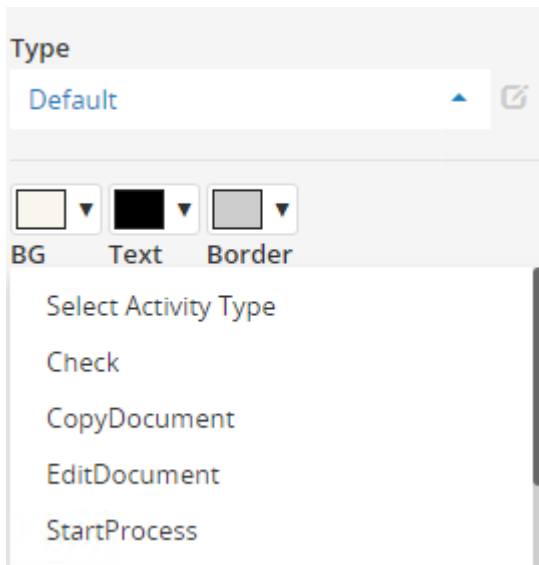 Type
Default
BG Text Border
Select Activity Type
Check
CopyDocument
EditDocument
StartProcess